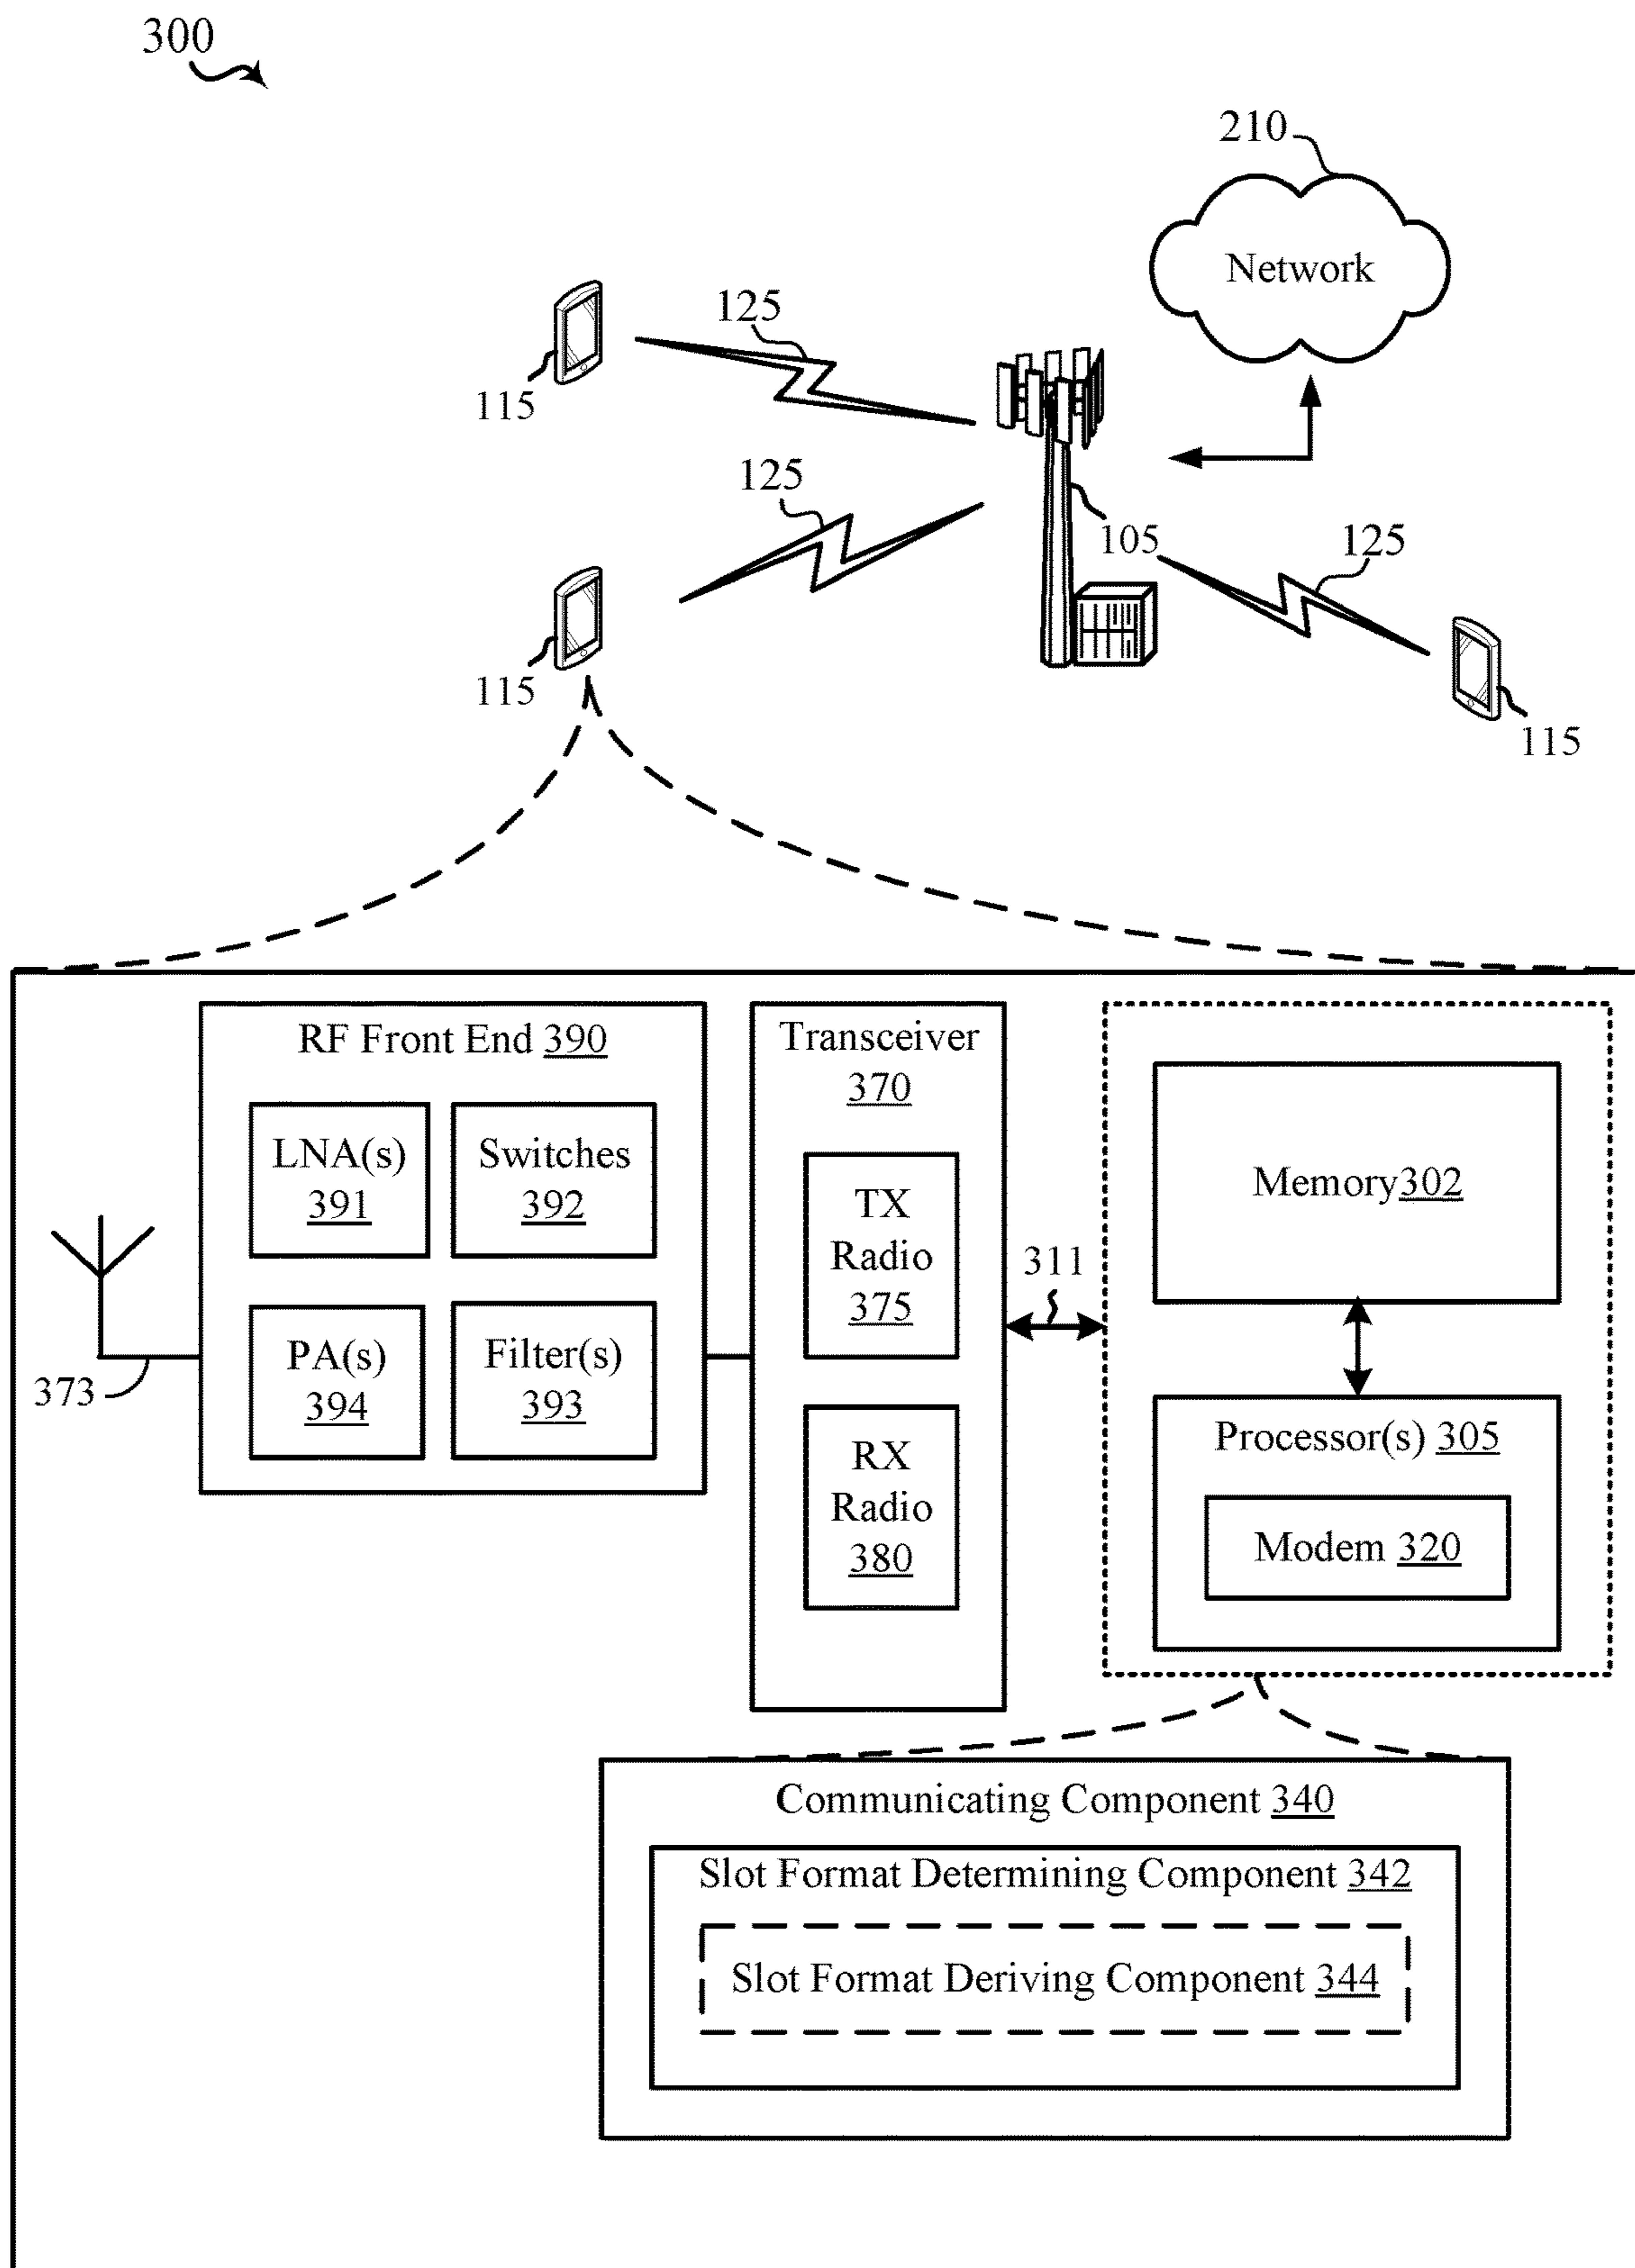 300
210
Network
125
115
125
105
125
115
115
RF Front End 390
LNA(s)
391
Switches
392
PA(s)
394
Filter(s)
393
373
Transceiver
370
TX
Radio
375
RX
Radio
380
311
Memory302
Processor(s) 305
Modem 320
Communicating Component 340
Slot Format Determining Component 342
Slot Format Deriving Component 344